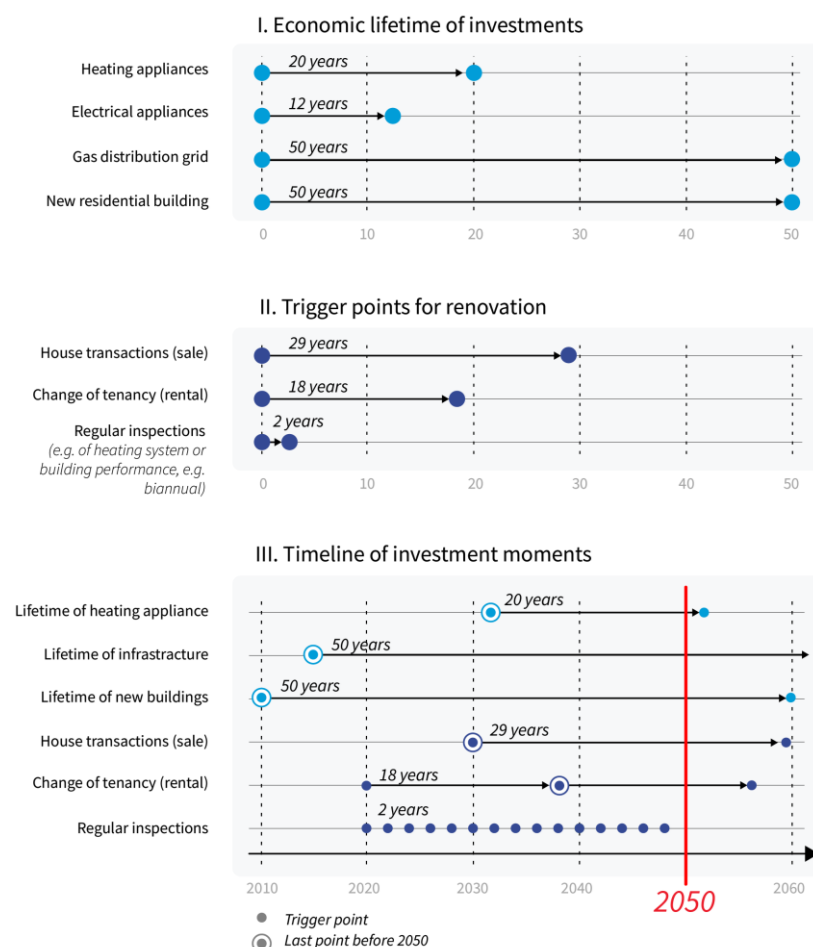 I. Economic lifetime of investments
Heating appliances
20 years
Electrical appliances
12 years
Gas distribution grid
50 years
New residential building
50 years
0 10 20 30 40 50
II. Trigger points for renovation
House transactions (sale)
29 years
Change of tenancy (rental)
18 years
Regular inspections
(e.g. of heating system or
building performance, e.g.
biannual)
2 years
0 10 20 30 40 50
III. Timeline of investment moments
Lifetime of heating appliance
20 years
Lifetime of infrastructure
50 years
Lifetime of new buildings
50 years
House transactions (sale)
29 years
Change of tenancy (rental)
18 years
Regular inspections
2 years
2010 2020 2030 2040 2050 2060
Trigger point
Last point before 2050